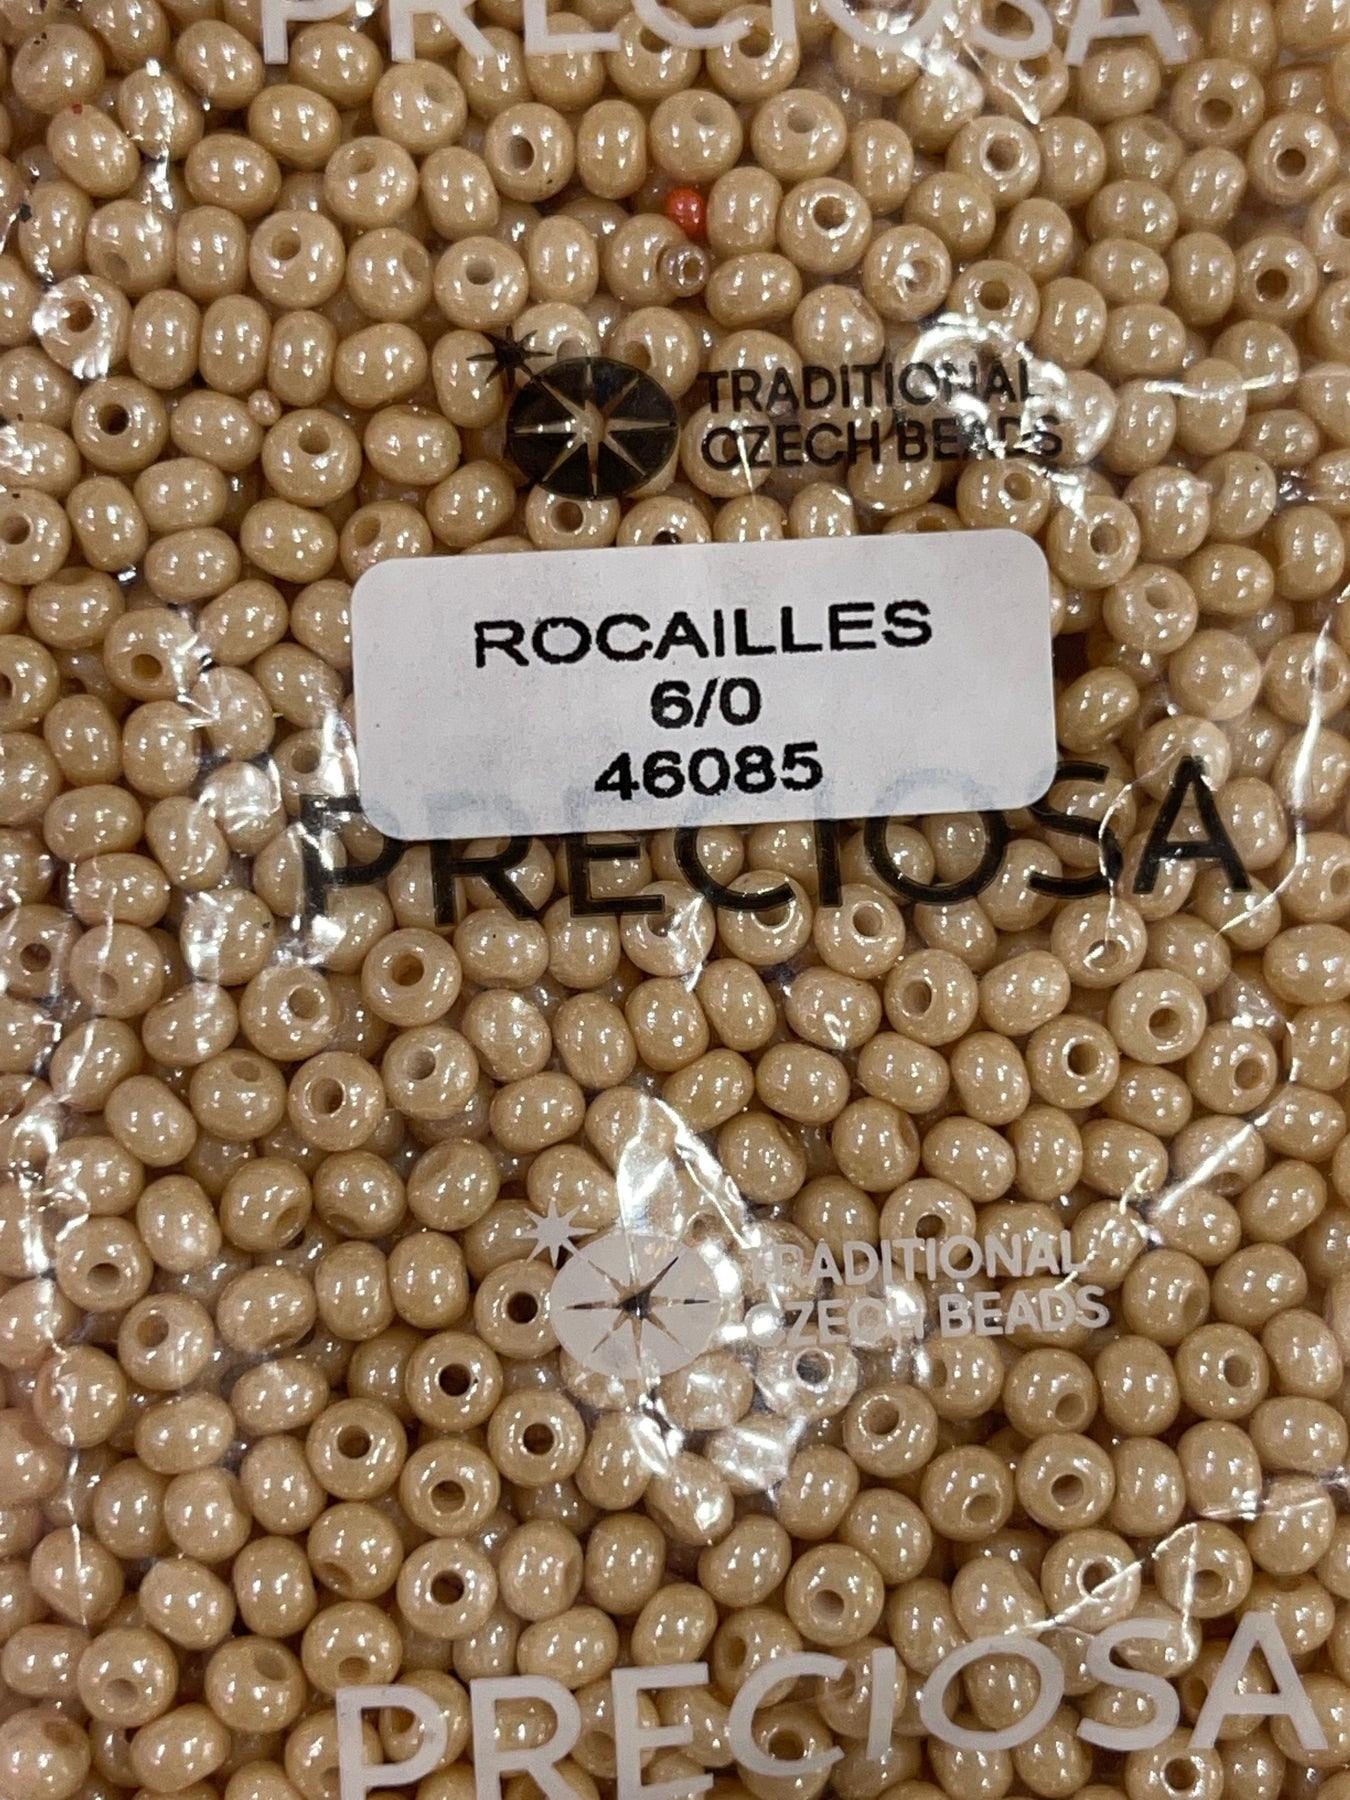 PRECIOSA
TRADITIONAL
CZECH BEADS
ROCAILLES
6/0
46085
PRECIOSA
TRADITIONAL
CZECH BEADS
PRECIOSA